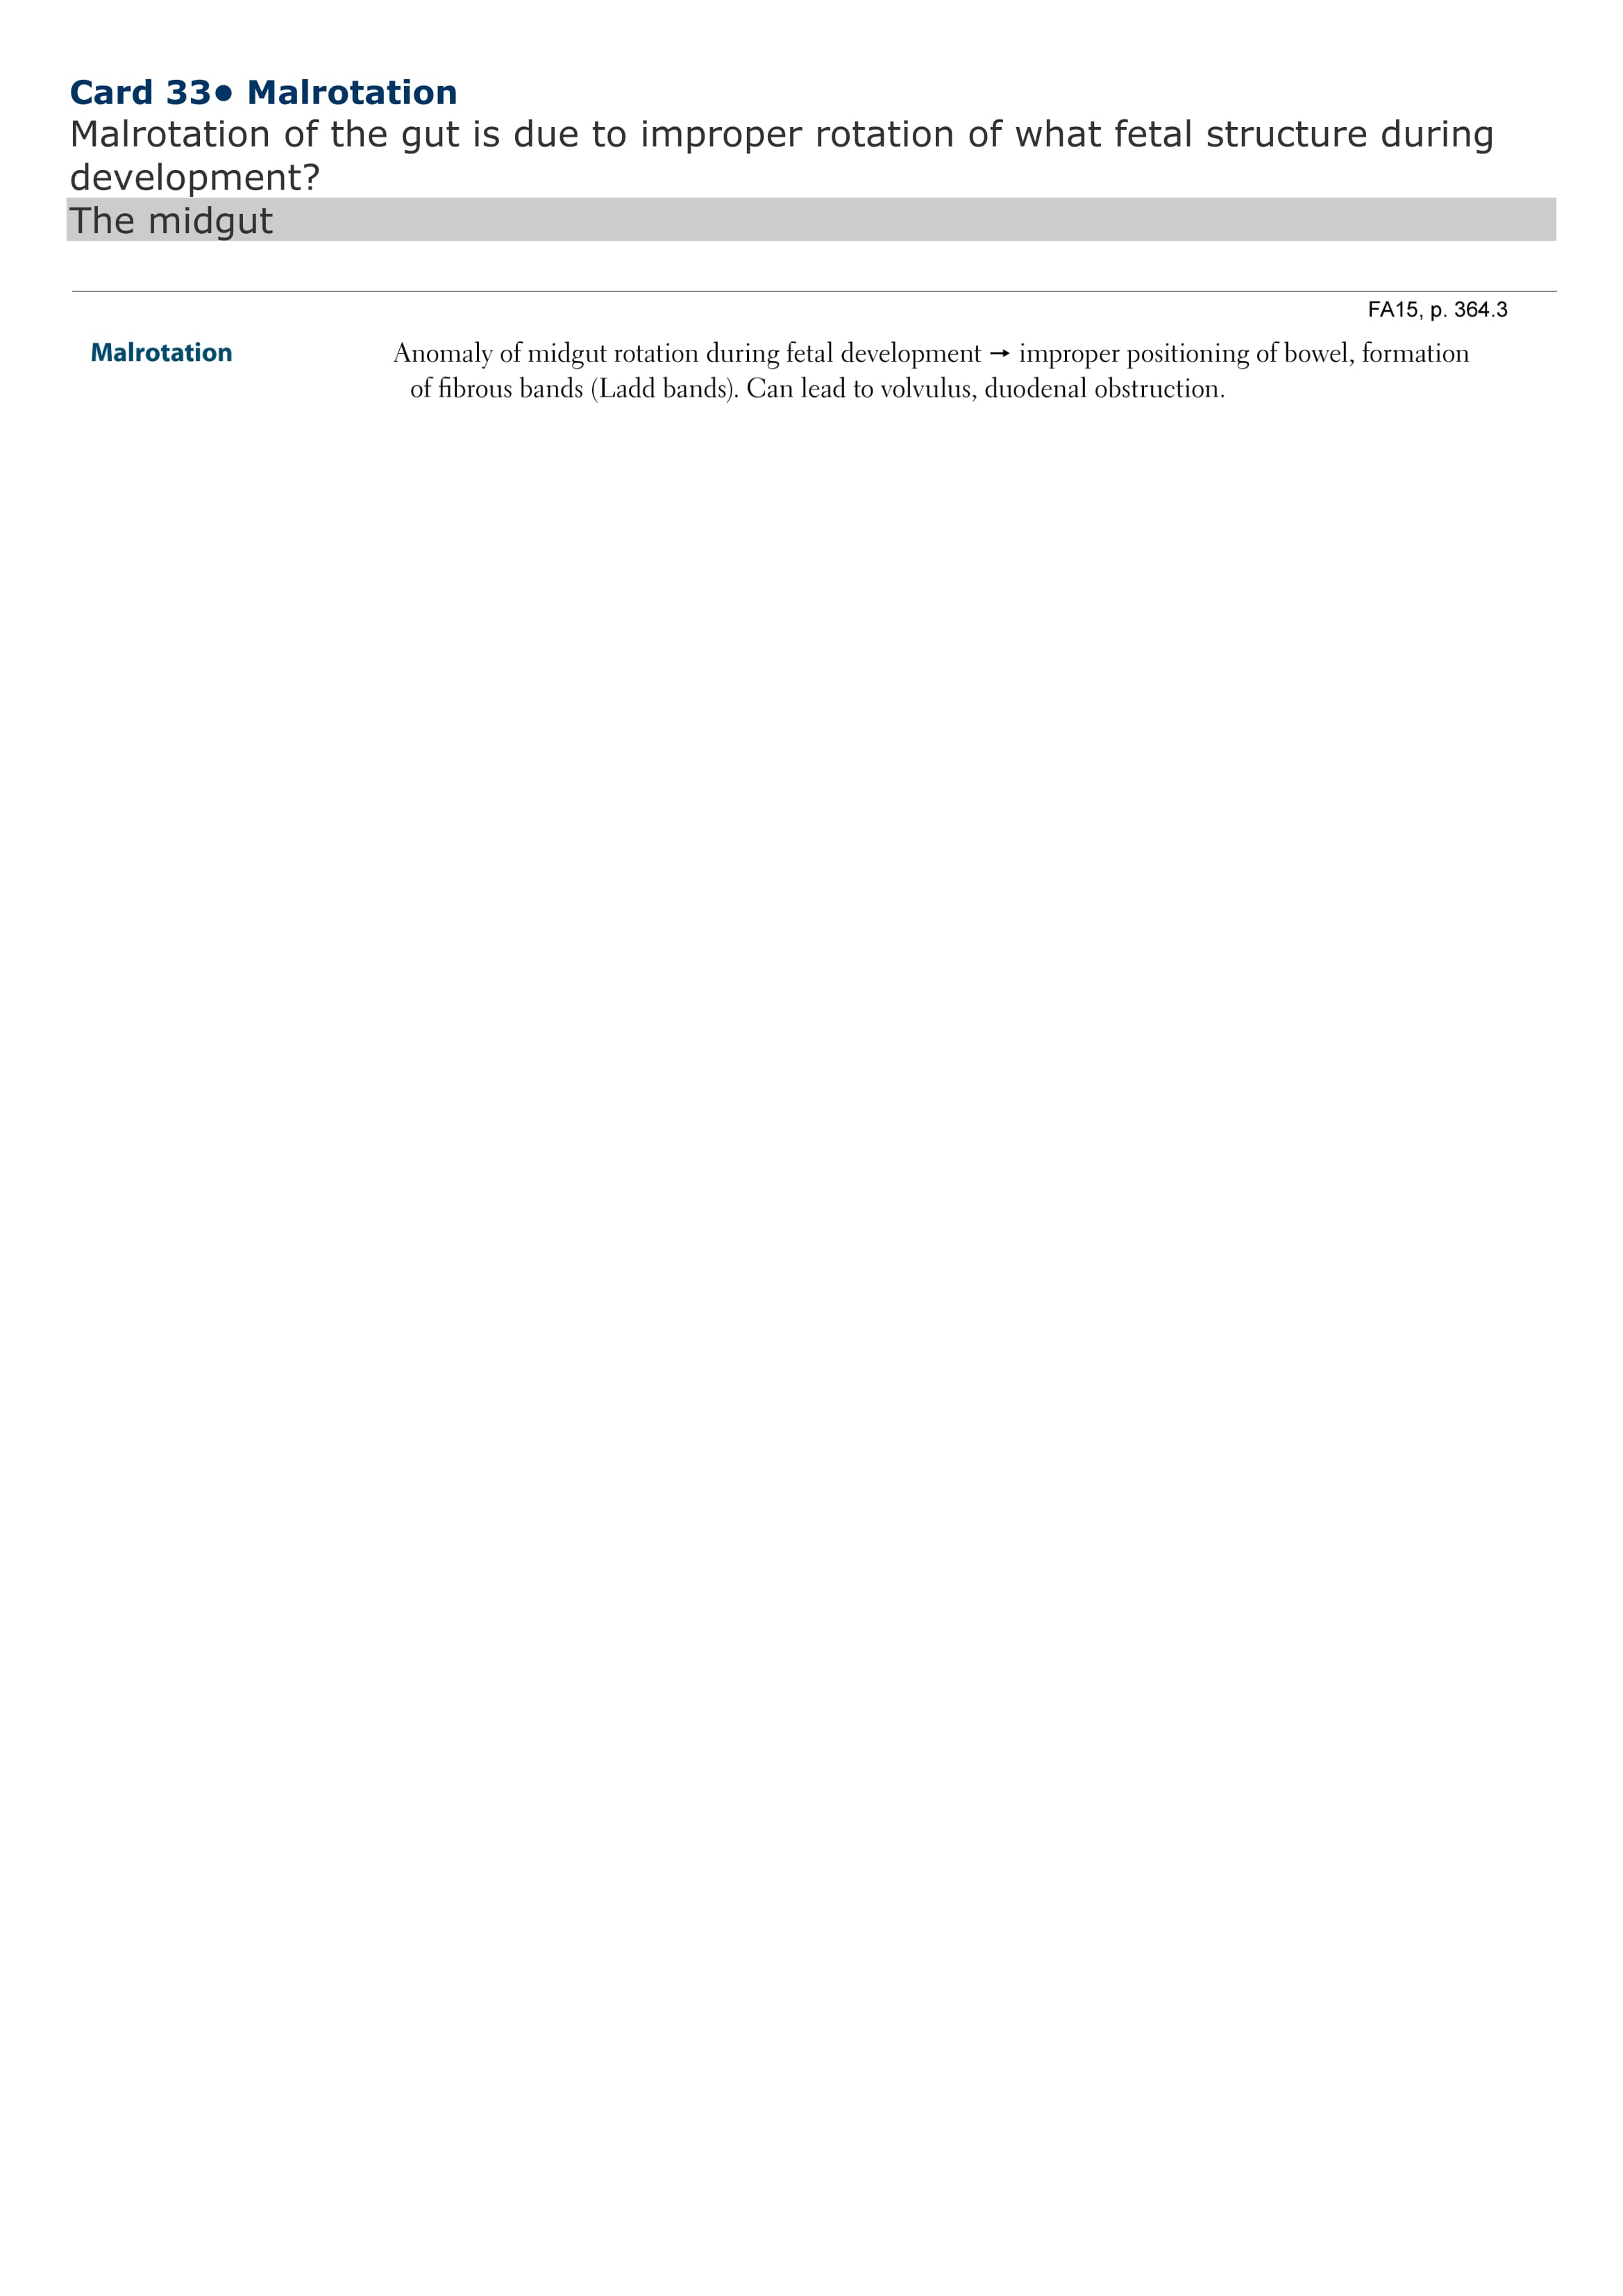 Card 33● Malrotation
Malrotation of the gut is due to improper rotation of what fetal structure during
development?
The midgut
FA15, p. 364.3
Malrotation Anomaly of midgut rotation during fetal development → improper positioning of bowel, formation
of fibrous bands (Ladd bands). Can lead to volvulus, duodenal obstruction.